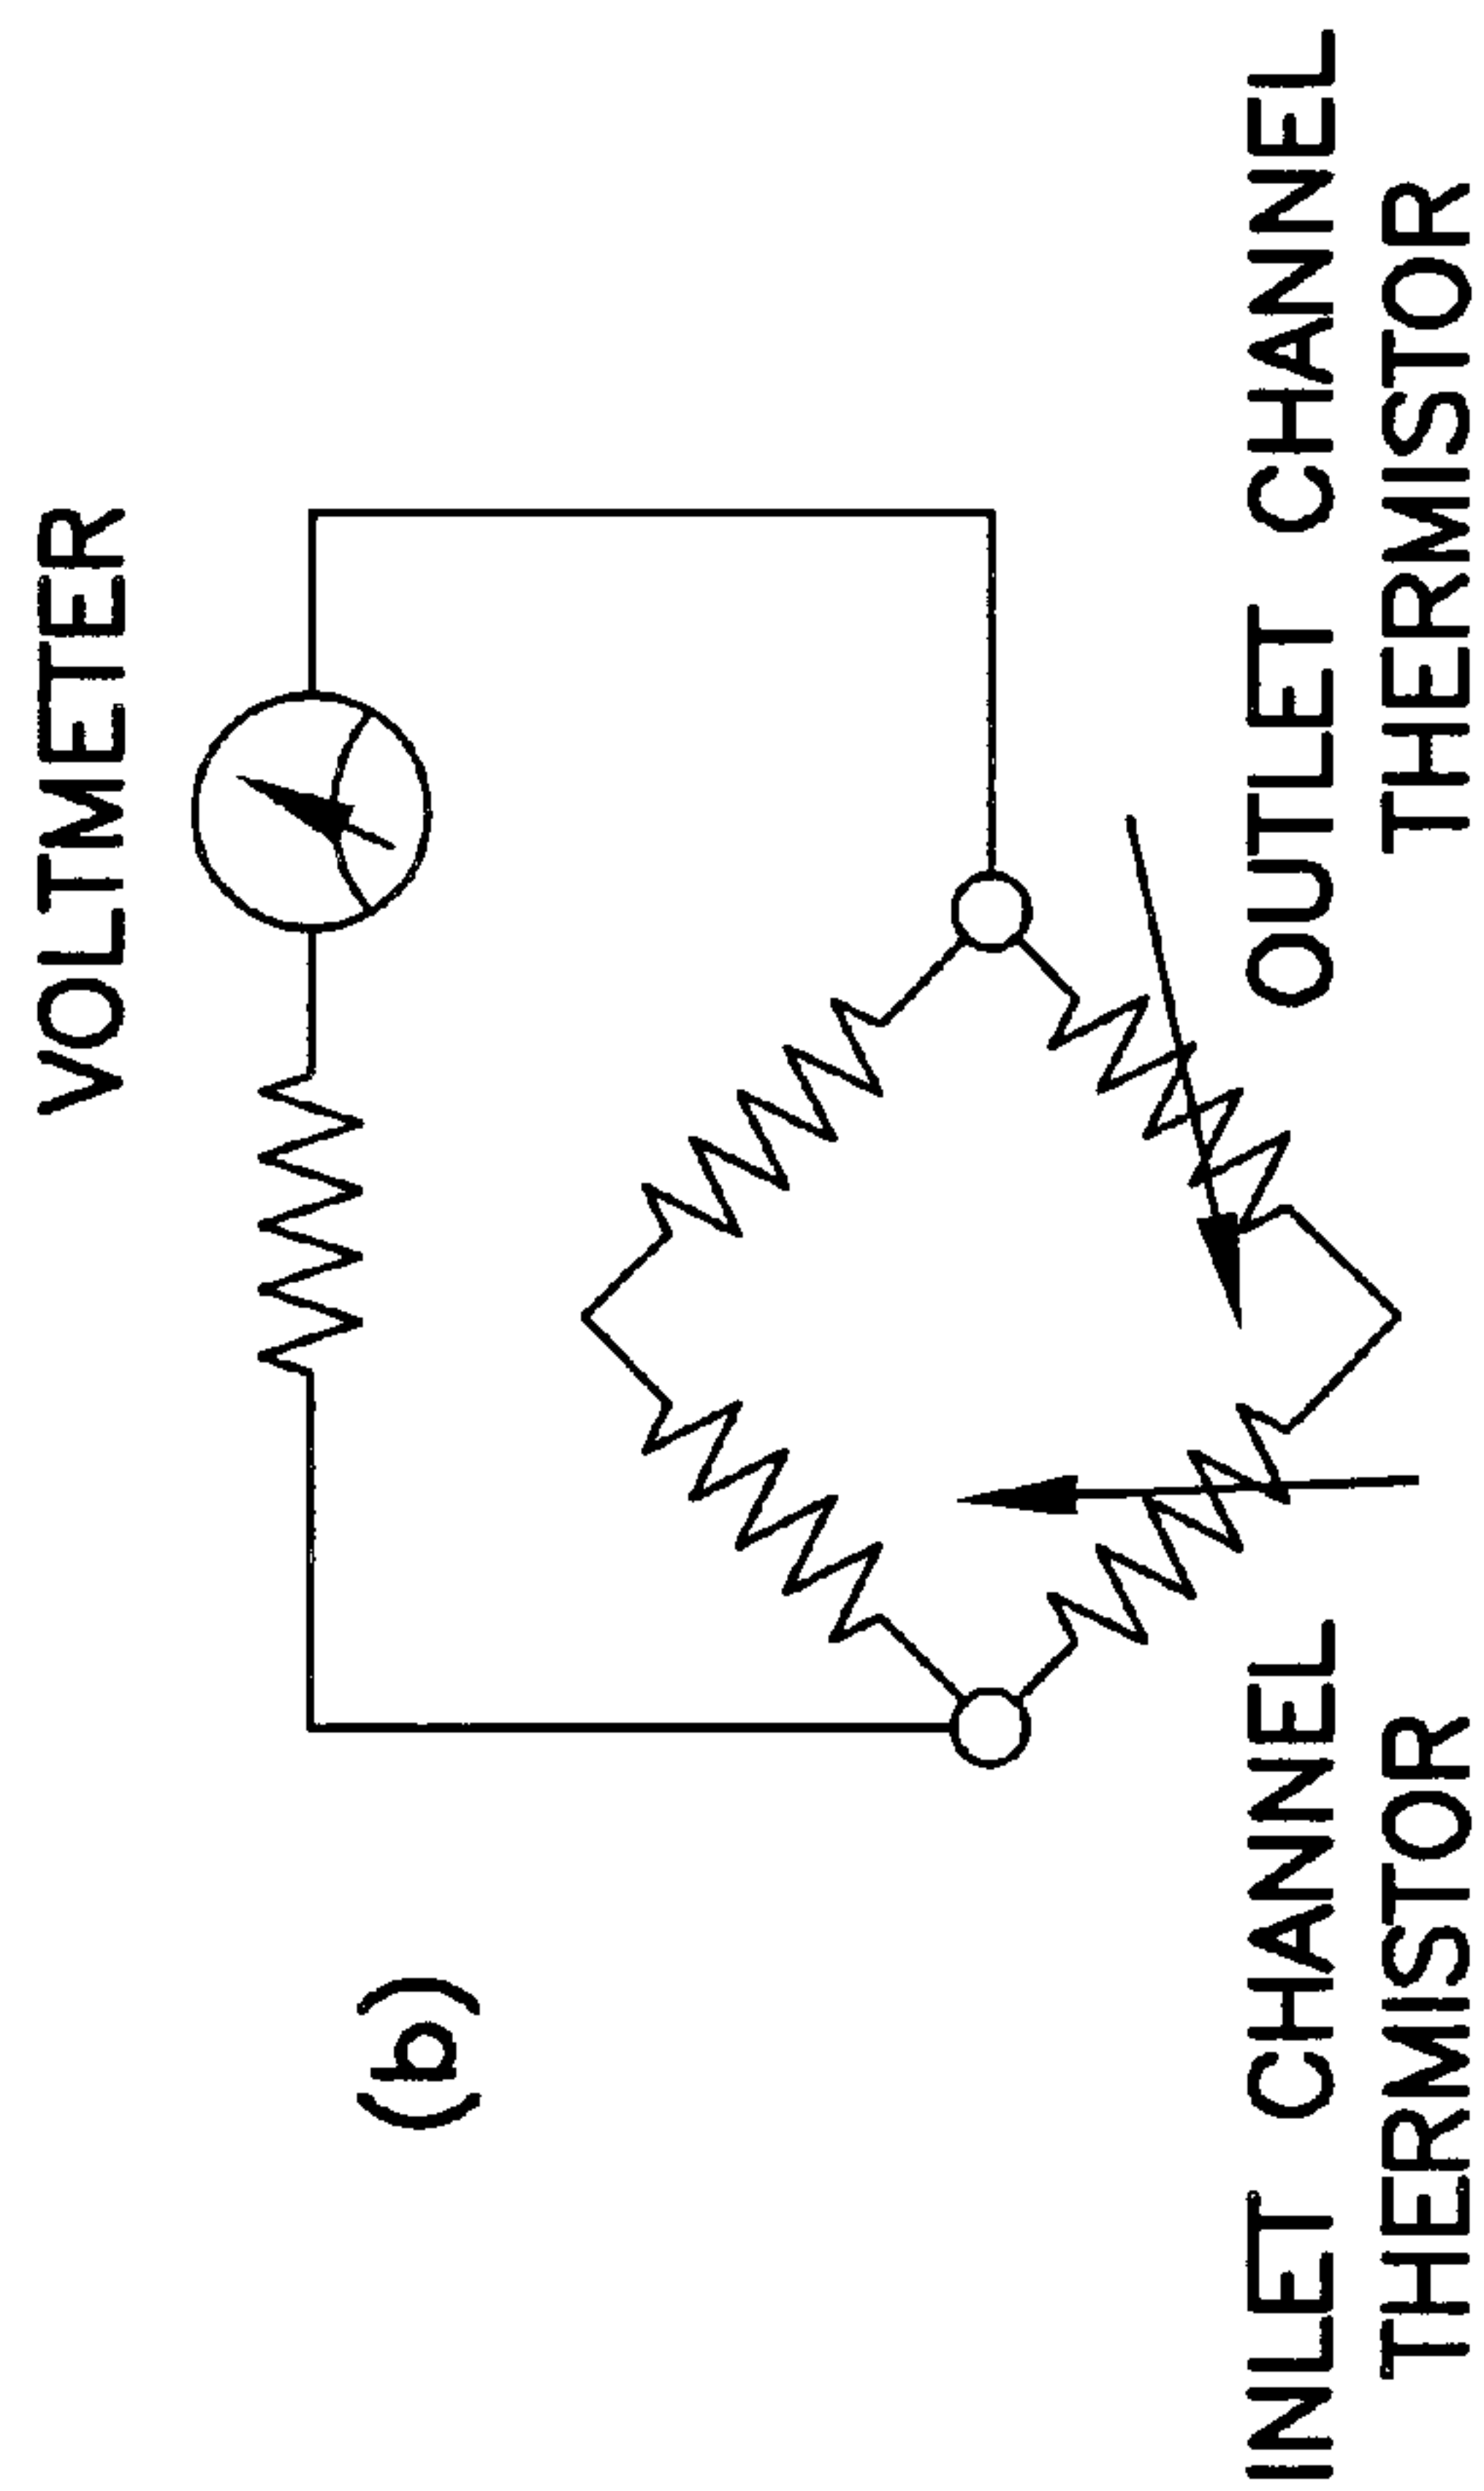 VOLTMETER
(b)
INLET CHANNEL
THERMISTOR
OUTLET CHANNEL
THERMISTOR